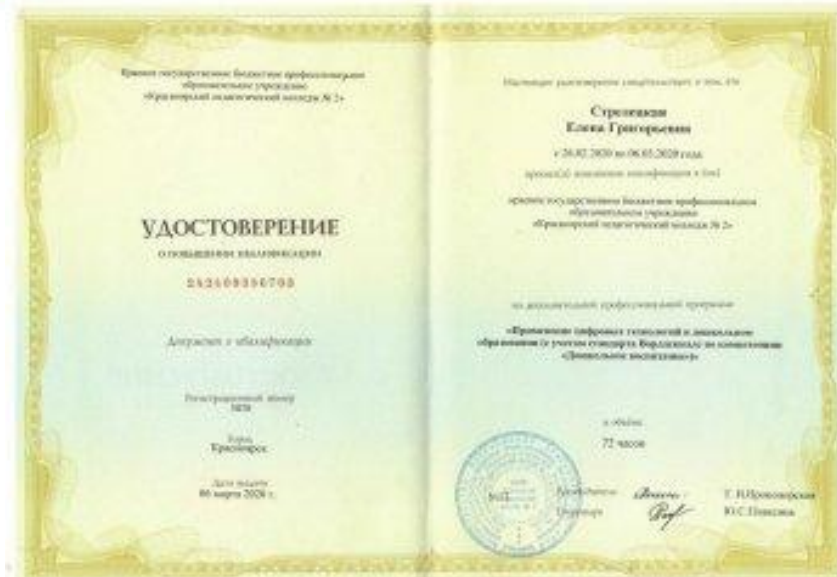 Краевое государственное бюджетное профессиональное
образовательное учреждение
«Красноярский педагогический колледж № 2»
УДОСТОВЕРЕНИЕ
о повышении квалификации
Документ о квалификации
Регистрационный номер
Город
Красноярск
Дата выдачи
06 марта 2020 г.
Настоящее удостоверение свидетельствует о том, что
Стрелецкая
Елена Григорьевна
с 26.02.2020 по 06.03.2020 года
прошел(а) повышение квалификации в (на)
краевом государственном бюджетном профессиональном
образовательном учреждении
«Красноярский педагогический колледж № 2»
по дополнительной профессиональной программе
«Применение цифровых технологий в дошкольном
образовании (с учетом стандарта Ворлдскиллс по компетенции
«Дошкольное воспитание»)»
в объёме
72 часов
М.П.
Руководитель
Секретарь